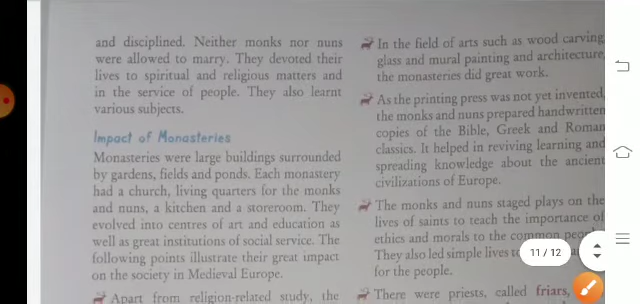 and disciplined. Neither monks nor nuns
were allowed to marry. They devoted their
lives to spiritual and religious matters and
in the service of people. They also learnt
various subjects.
Impact of Monasteries
Monasteries were large buildings surrounded
by gardens, fields and ponds. Each monastery
had a church, living quarters for the monks
and nuns, a kitchen and a storeroom. They
evolved into centres of art and education as
well as great institutions of social service. The
following points illustrate their great impact
on the society in Medieval Europe.
Apart from religion-related study, the
In the field of arts such as wood carving,
glass and mural painting and architecture,
the monasteries did great work.
As the printing press was not yet invented,
the monks and nuns prepared handwritten
copies of the Bible, Greek and Roman
classics. It helped in reviving learning and
spreading knowledge about the ancient
civilizations of Europe.
The monks and nuns staged plays on the
lives of saints to teach the importance of
ethics and morals to the common
They also led simple lives
for the people.
There were priests, called friars,
11 / 12